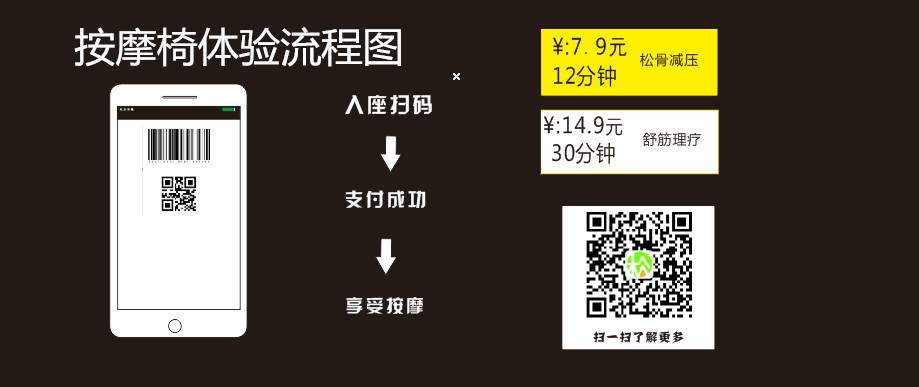 按摩椅体验流程图
入座扫码
支付成功
享受按摩
¥:7.9元
12分钟
松骨减压
¥:14.9元
30分钟
舒筋理疗
扫一扫了解更多